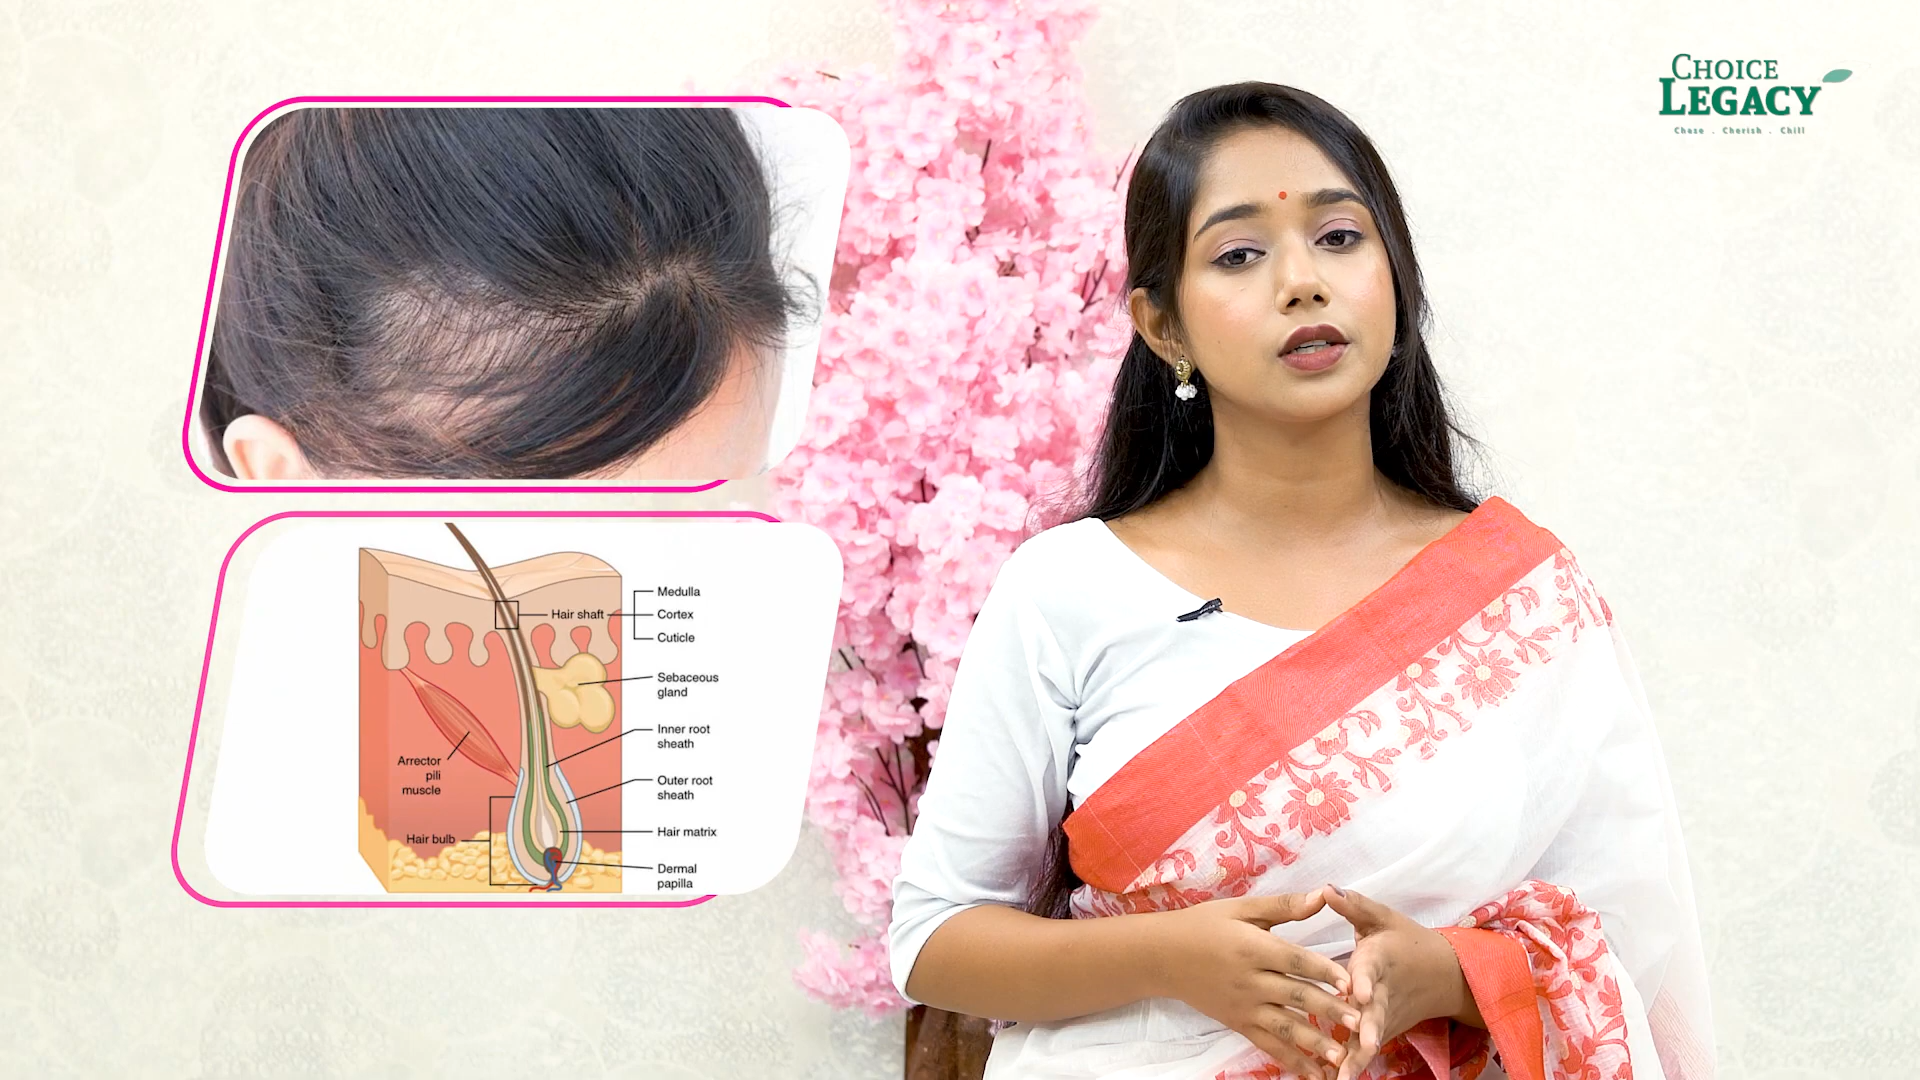 CHOICE
LEGACY
Chase . Cherish . Chill
Medulla
Hair shaft
Cortex
Cuticle
Sebaceous
gland
Inner root
sheath
Arrector
pili
muscle
Outer root
sheath
Hair bulb
Hair matrix
Dermal
papilla